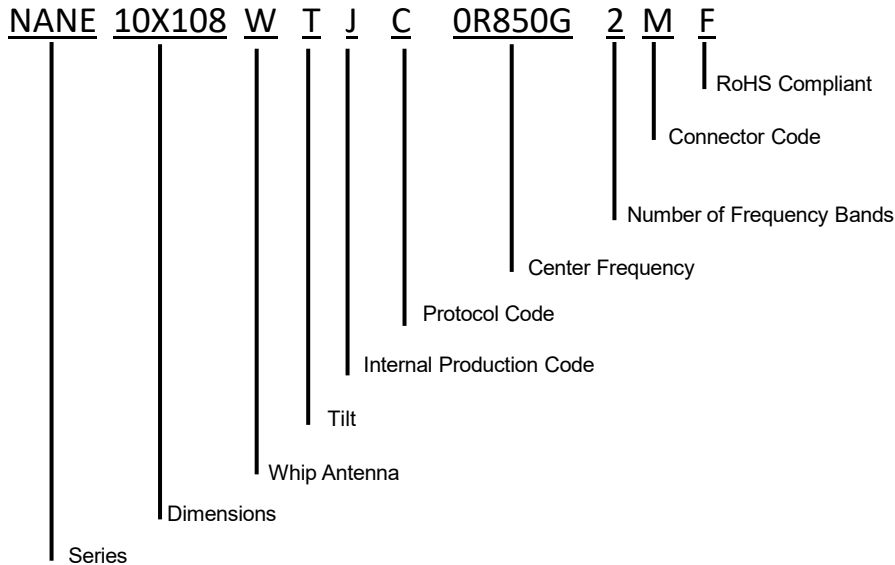 NANE 10X108 W T J C 0R850G 2 M F
RoHS Compliant
Connector Code
Number of Frequency Bands
Center Frequency
Protocol Code
Internal Production Code
Tilt
Whip Antenna
Dimensions
Series